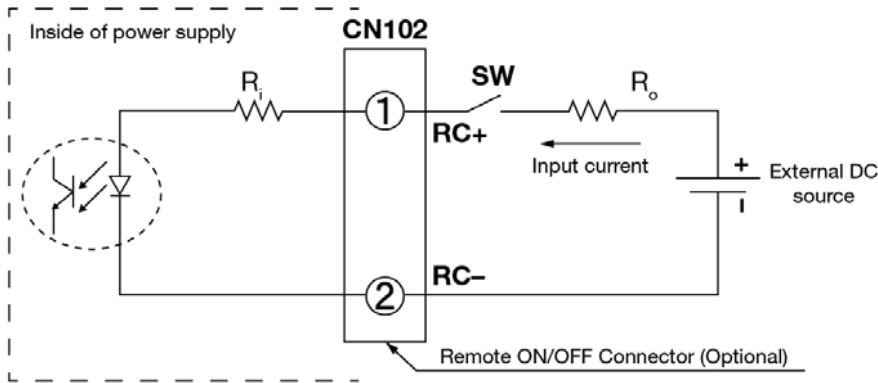 Inside of power supply
CN102
SW
Ri
Ro
1
RC+
Input current
+
External DC
source
−
RC−
2
Remote ON/OFF Connector (Optional)